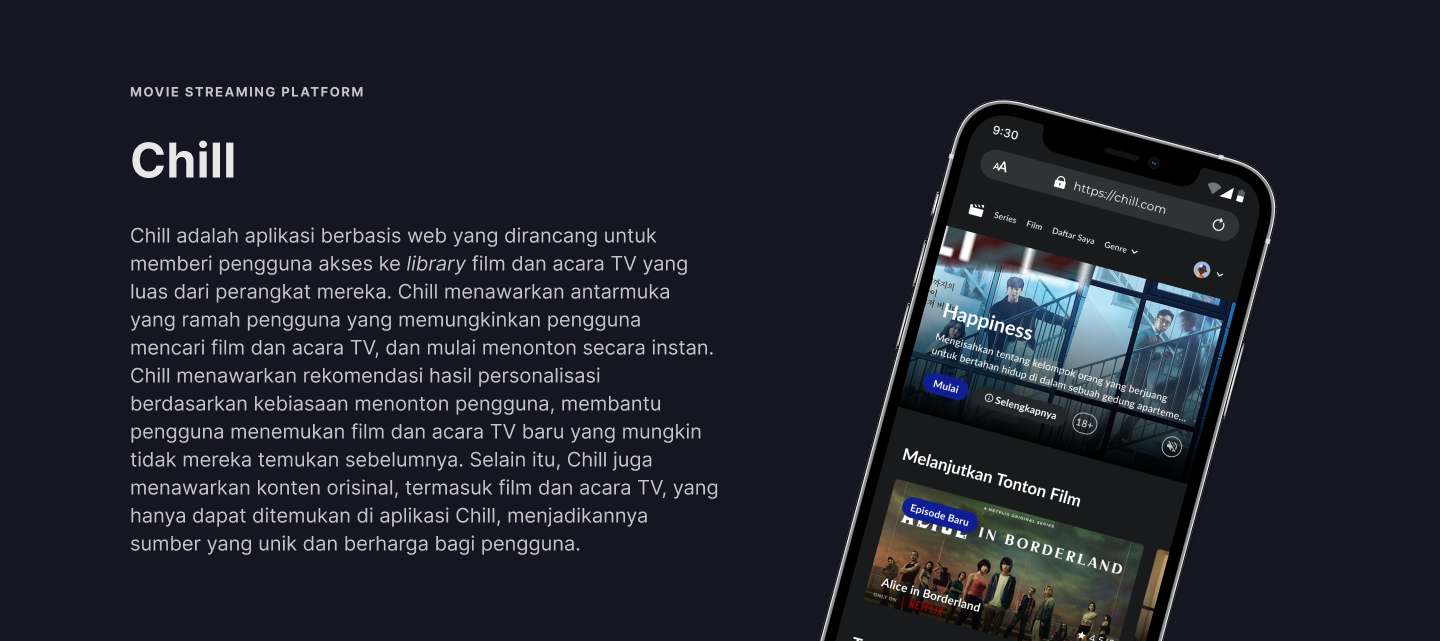 MOVIE STREAMING PLATFORM
Chill
Chill adalah aplikasi berbasis web yang dirancang untuk
memberi pengguna akses ke library film dan acara TV yang
luas dari perangkat mereka. Chill menawarkan antarmuka
yang ramah pengguna yang memungkinkan pengguna
mencari film dan acara TV, dan mulai menonton secara instan.
Chill menawarkan rekomendasi hasil personalisasi
berdasarkan kebiasaan menonton pengguna, membantu
pengguna menemukan film dan acara TV baru yang mungkin
tidak mereka temukan sebelumnya. Selain itu, Chill juga
menawarkan konten orisinal, termasuk film dan acara TV, yang
hanya dapat ditemukan di aplikasi Chill, menjadikannya
sumber yang unik dan berharga bagi pengguna.
9:30
AA https://chill.com
Series Film Daftar Saya Genre
Happiness
Mengisahkan tentang kelompok orang yang berjuang
untuk bertahan hidup di dalam sebuah gedung aparteme...
Mulai Selengkapnya 18+
Melanjutkan Tonton Film
Episode Baru
A NETFLIX ORIGINAL SERIES
ALICE IN BORDERLAND
Alice in Borderland
ONLY ON NETFLIX